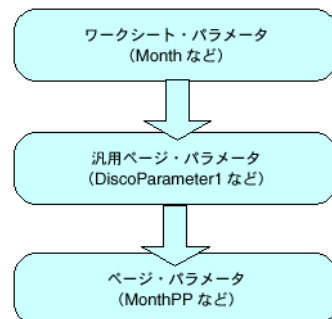 ワークシート・パラメータ
（Month など）
汎用ページ・パラメータ
（DiscoParameter1 など）
ページ・パラメータ
（MonthPP など）